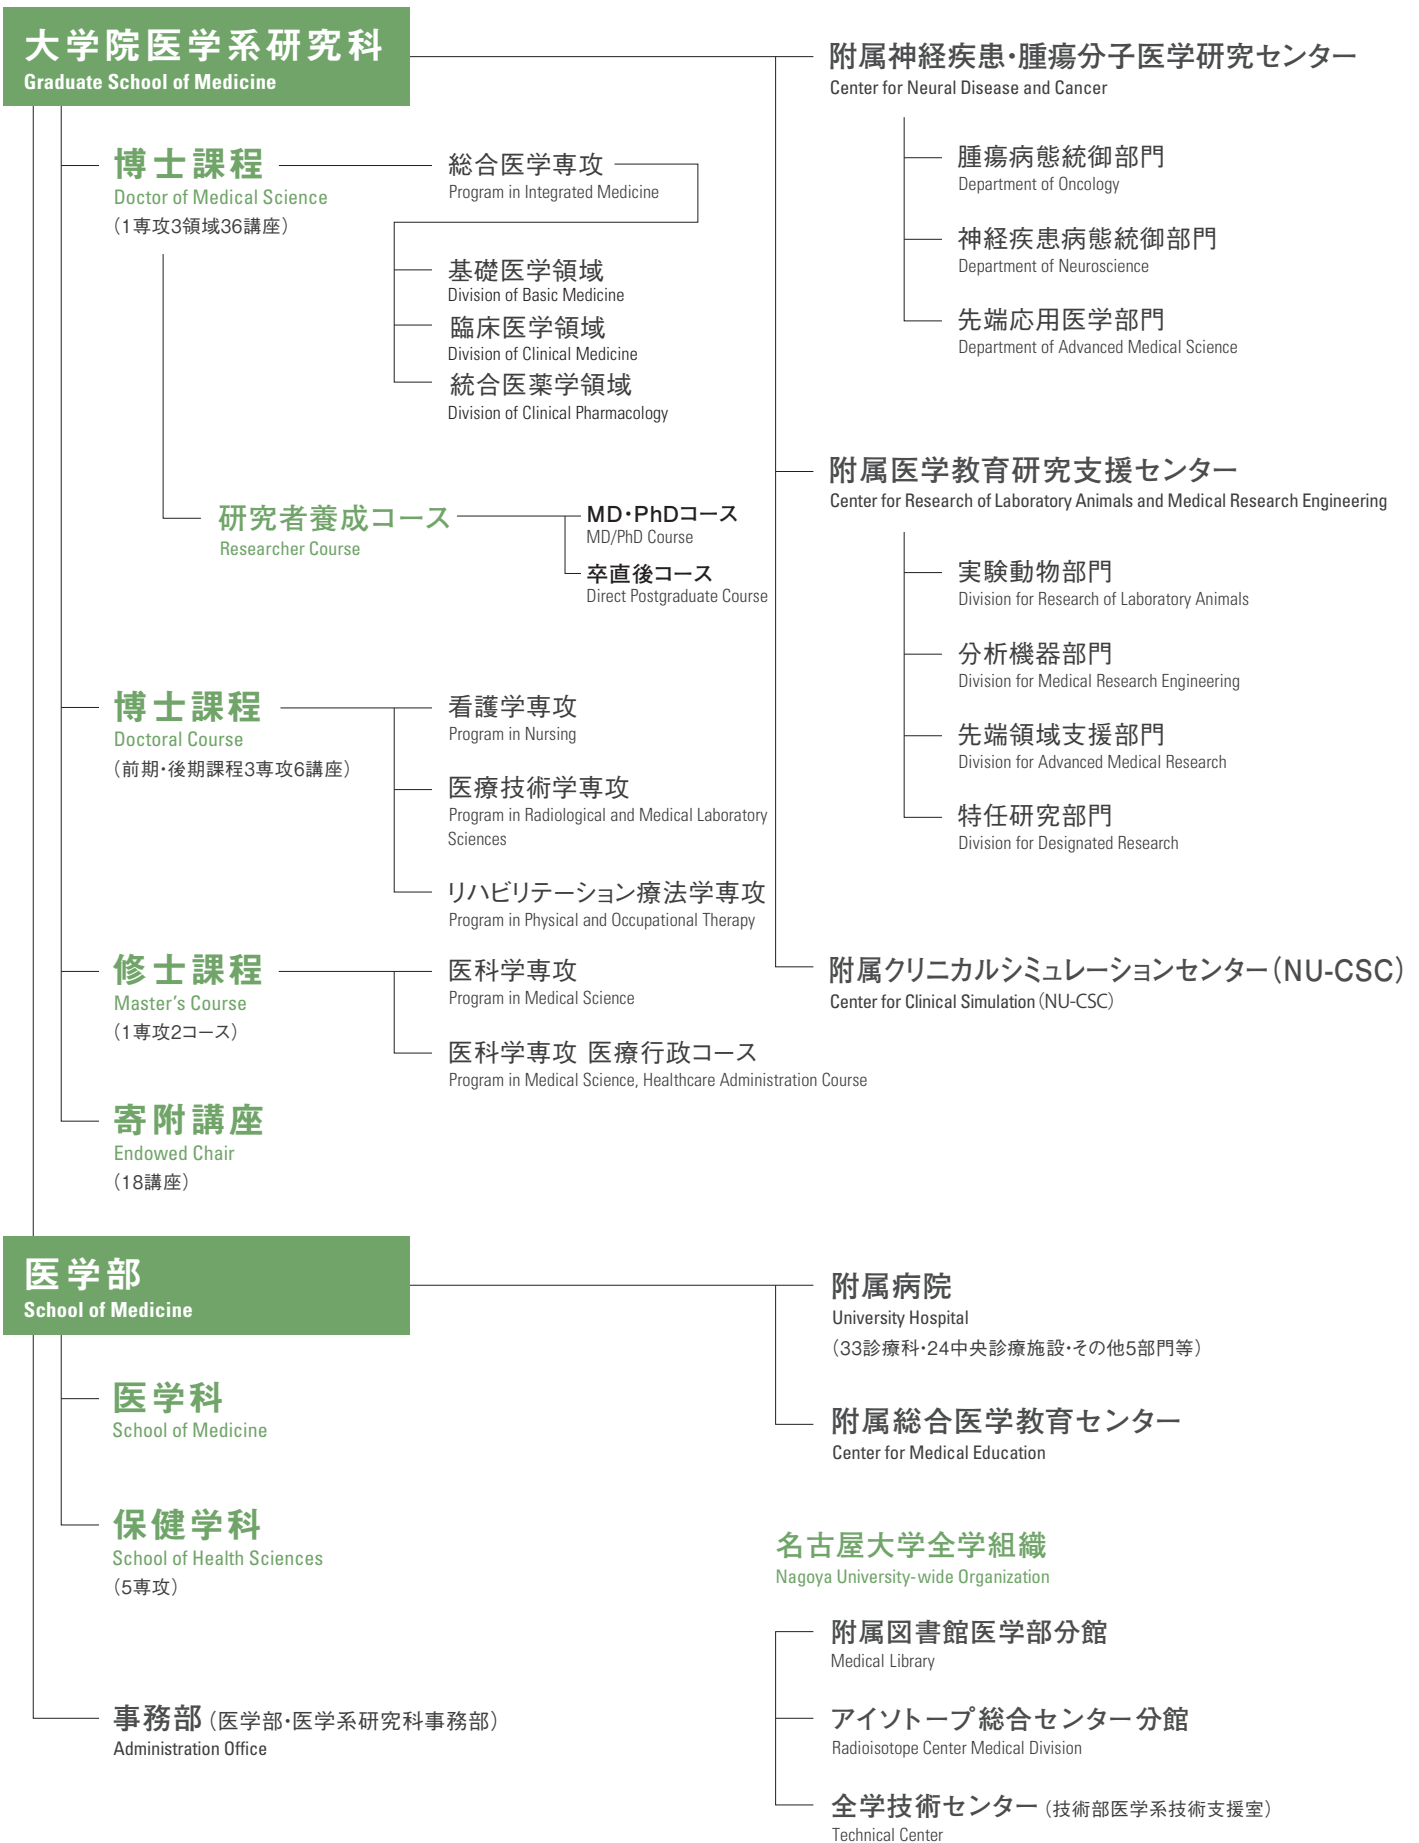 大学院医学系研究科
Graduate School of Medicine
博士課程
Doctor of Medical Science
（1専攻3領域36講座）
総合医学専攻
Program in Integrated Medicine
基礎医学領域
Division of Basic Medicine
臨床医学領域
Division of Clinical Medicine
統合医薬学領域
Division of Clinical Pharmacology
研究者養成コース
Researcher Course
MD・PhDコース
MD/PhD Course
卒直後コース
Direct Postgraduate Course
博士課程
Doctoral Course
（前期・後期課程3専攻6講座）
看護学専攻
Program in Nursing
医療技術学専攻
Program in Radiological and Medical Laboratory
Sciences
リハビリテーション療法学専攻
Program in Physical and Occupational Therapy
修士課程
Master's Course
（1専攻2コース）
医科学専攻
Program in Medical Science
医科学専攻 医療行政コース
Program in Medical Science, Healthcare Administration Course
寄附講座
Endowed Chair
（18講座）
附属神経疾患・腫瘍分子医学研究センター
Center for Neural Disease and Cancer
腫瘍病態統御部門
Department of Oncology
神経疾患病態統御部門
Department of Neuroscience
先端応用医学部門
Department of Advanced Medical Science
附属医学教育研究支援センター
Center for Research of Laboratory Animals and Medical Research Engineering
実験動物部門
Division for Research of Laboratory Animals
分析機器部門
Division for Medical Research Engineering
先端領域支援部門
Division for Advanced Medical Research
特任研究部門
Division for Designated Research
附属クリニカルシミュレーションセンター（NU-CSC）
Center for Clinical Simulation（NU-CSC）
医学部
School of Medicine
医学科
School of Medicine
保健学科
School of Health Sciences
（5専攻）
事務部（医学部・医学系研究科事務部）
Administration Office
附属病院
University Hospital
（33診療科・24中央診療施設・その他5部門等）
附属総合医学教育センター
Center for Medical Education
名古屋大学全学組織
Nagoya University-wide Organization
附属図書館医学部分館
Medical Library
アイソトープ総合センター分館
Radioisotope Center Medical Division
全学技術センター（技術部医学系技術支援室）
Technical Center